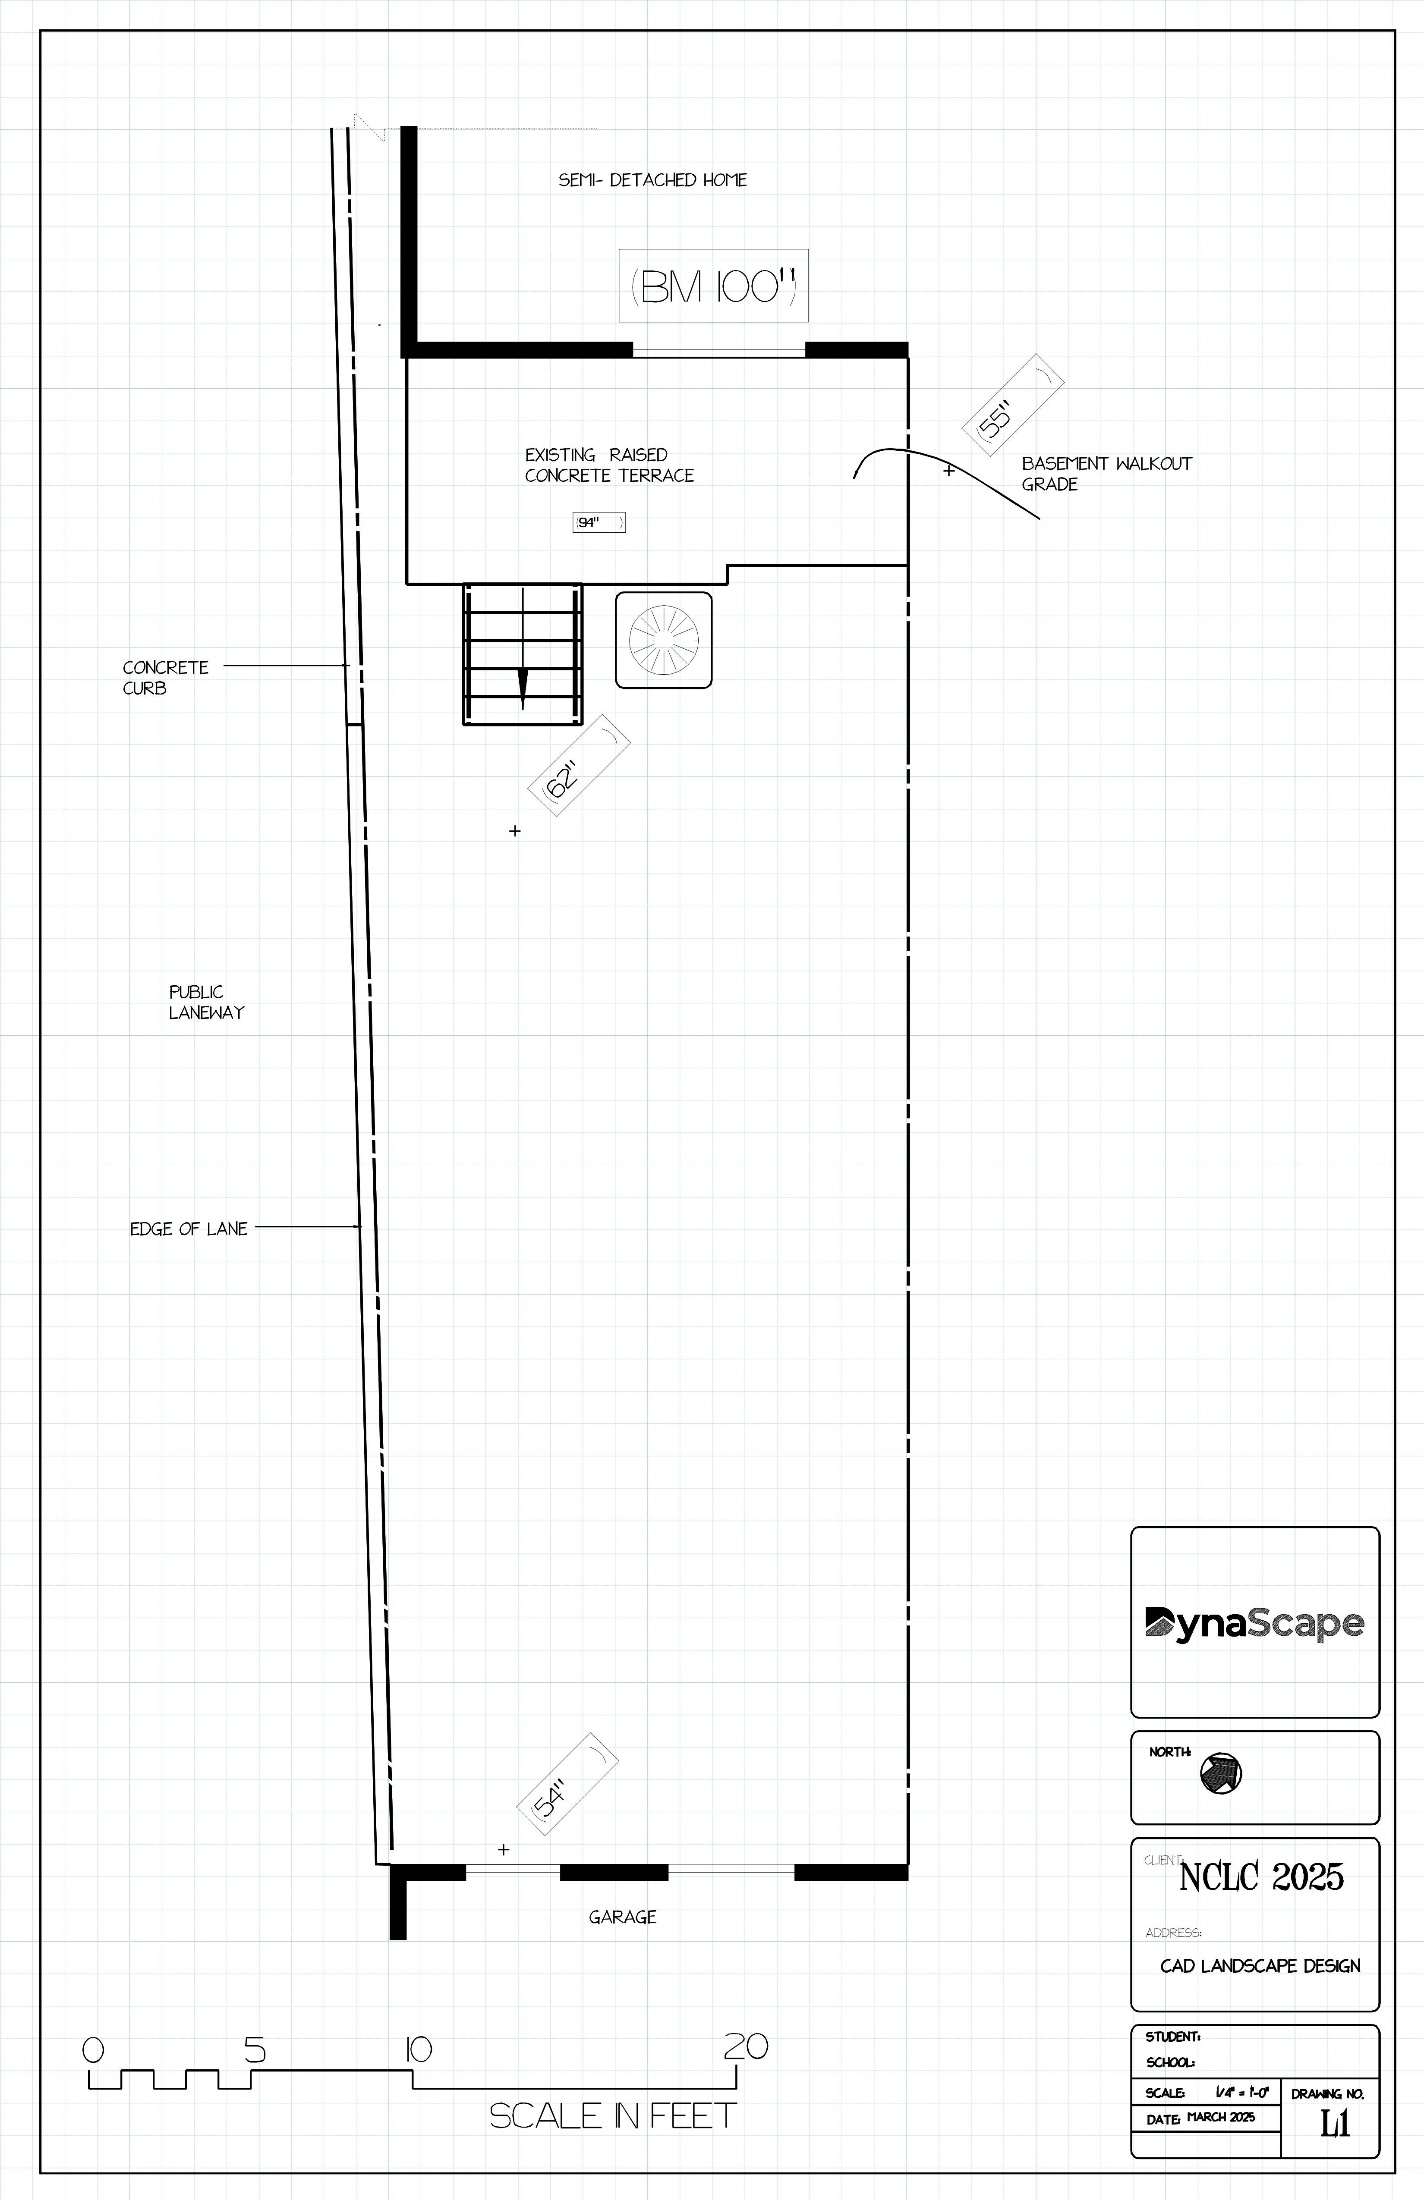 SEMI- DETACHED HOME
(BM 100")
(55")
EXISTING RAISED
CONCRETE TERRACE
BASEMENT WALKOUT
GRADE
(94" )
CONCRETE
CURB
(62")
PUBLIC
LANEWAY
EDGE OF LANE
DynaScape
NORTH:
(54")
CLIENT:
NCLC 2025
GARAGE
ADDRESS:
CAD LANDSCAPE DESIGN
STUDENT:
SCHOOL:
0 5 10 20
SCALE IN FEET
SCALE: 1/4" = 1'-0"
DRAWING NO.
DATE: MARCH 2025
L1